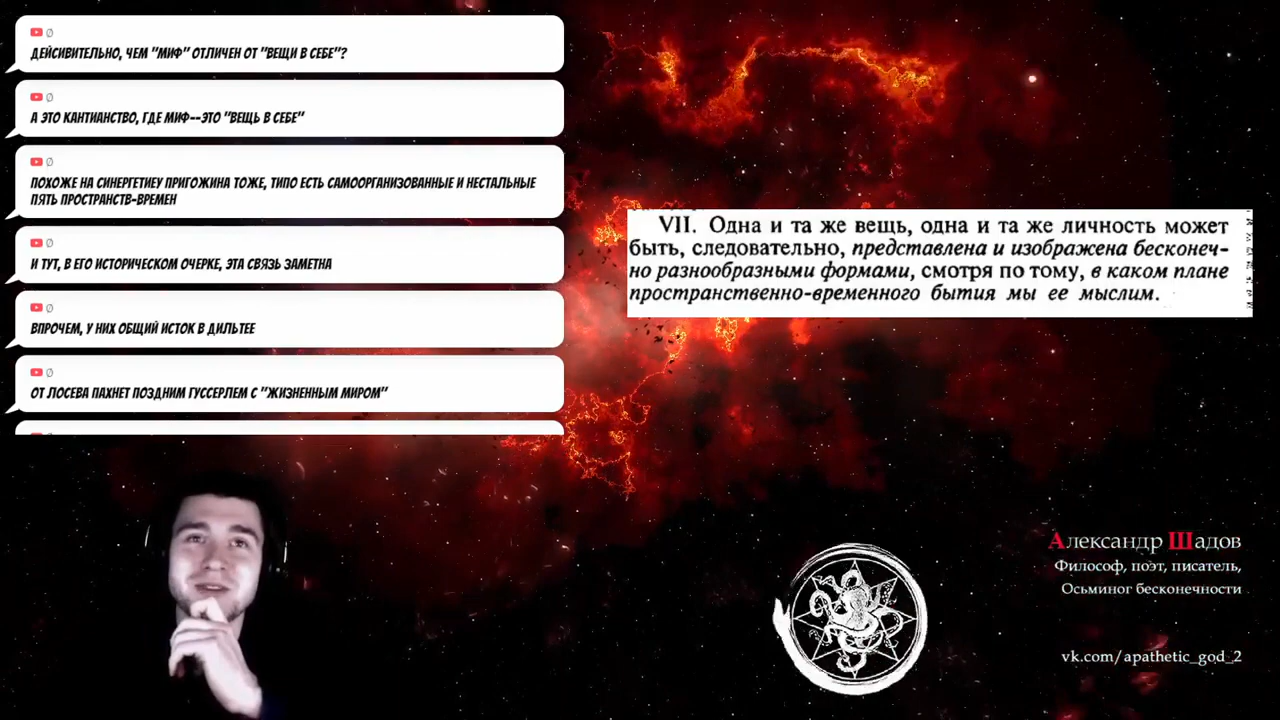 Ø
ДЕЙСИВИТЕЛЬНО, ЧЕМ "МИФ" ОТЛИЧЕН ОТ "ВЕЩИ В СЕБЕ"?
Ø
А ЭТО КАНТИАНСТВО, ГДЕ МИФ--ЭТО "ВЕЩЬ В СЕБЕ"
Ø
ПОХОЖЕ НА СИНЕРГЕТИЕУ ПРИГОЖИНА ТОЖЕ, ТИПО ЕСТЬ САМООРГАНИЗОВАННЫЕ И НЕСТАЛЬНЫЕ
ПЯТЬ ПРОСТРАНСТВ-ВРЕМЕН
Ø
И ТУТ, В ЕГО ИСТОРИЧЕСКОМ ОЧЕРКЕ, ЭТА СВЯЗЬ ЗАМЕТНА
Ø
ВПРОЧЕМ, У НИХ ОБЩИЙ ИСТОК В ДИЛЬТЕЕ
Ø
ОТ ЛОСЕВА ПАХНЕТ ПОЗДНИМ ГУССЕРЛЕМ С "ЖИЗНЕННЫМ МИРОМ"
VII. Одна и та же вещь, одна и та же личность может
быть, следовательно, представлена и изображена бесконеч-
но разнообразными формами, смотря по тому, в каком плане
пространственно-временного бытия мы ее мыслим.
Александр Шадов
Философ, поэт, писатель,
Осьминог бесконечности
vk.com/apathetic_god_2